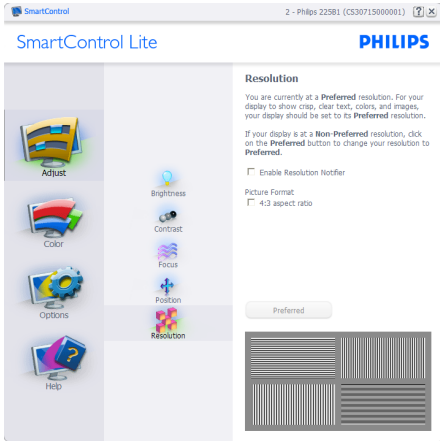 SmartControl
2 - Philips 225B1 (CS30715000001)
SmartControl Lite
PHILIPS
Adjust
Color
Options
Help
Brightness
Contrast
Focus
Position
Resolution
Resolution
You are currently at a Preferred resolution. For your
display to show crisp, clear text, colors, and images,
your display should be set to its Preferred resolution.
If your display is at a Non-Preferred resolution, click
on the Preferred button to change your resolution to
Preferred.
Enable Resolution Notifier
Picture Format
4:3 aspect ratio
Preferred